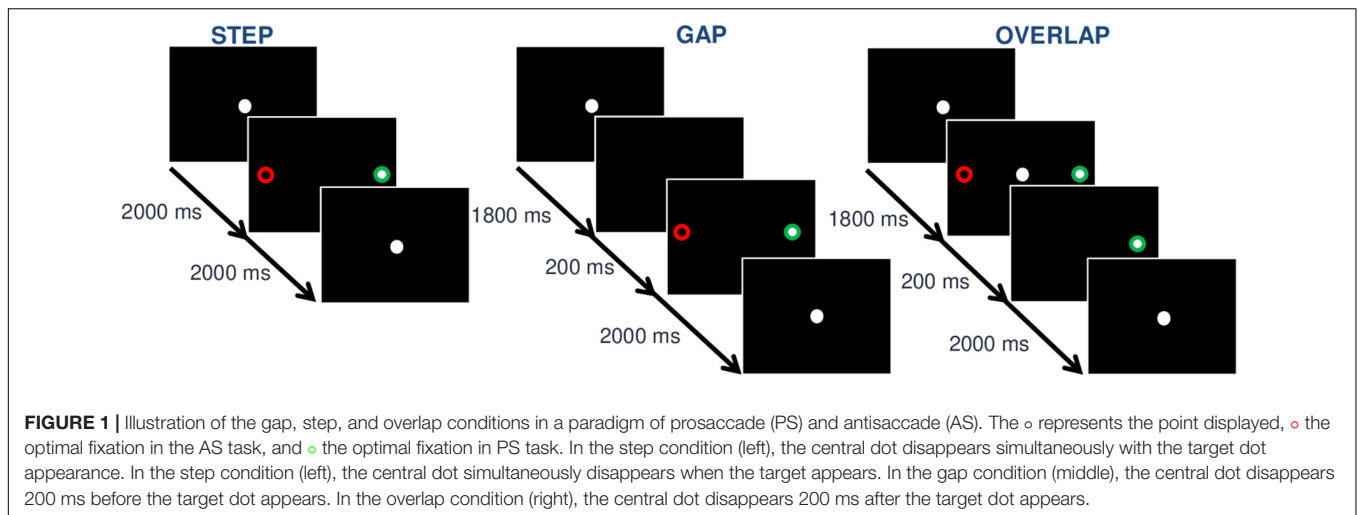 STEP
GAP
OVERLAP
2000 ms
2000 ms
1800 ms
200 ms
2000 ms
1800 ms
200 ms
2000 ms
FIGURE 1 | Illustration of the gap, step, and overlap conditions in a paradigm of prosaccade (PS) and antisaccade (AS). The ○ represents the point displayed, ○ the
optimal fixation in the AS task, and ○ the optimal fixation in PS task. In the step condition (left), the central dot disappears simultaneously with the target dot
appearance. In the step condition (left), the central dot simultaneously disappears when the target appears. In the gap condition (middle), the central dot disappears
200 ms before the target dot appears. In the overlap condition (right), the central dot disappears 200 ms after the target dot appears.